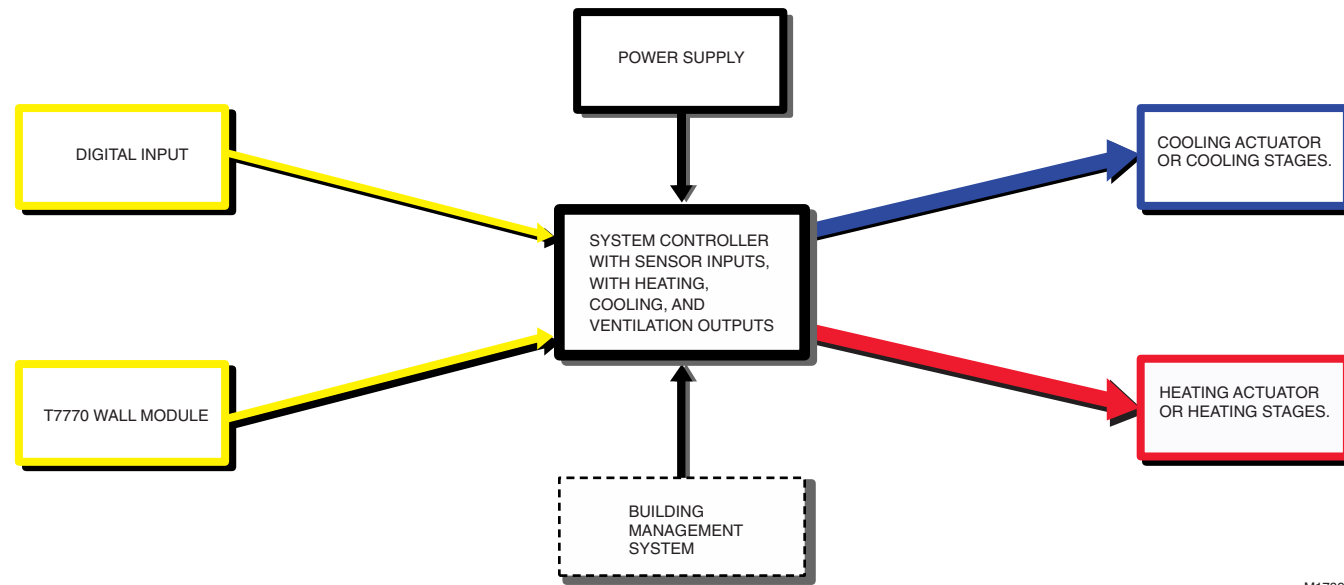 POWER SUPPLY
DIGITAL INPUT
COOLING ACTUATOR
OR COOLING STAGES.
SYSTEM CONTROLLER
WITH SENSOR INPUTS,
WITH HEATING,
COOLING, AND
VENTILATION OUTPUTS
T7770 WALL MODULE
HEATING ACTUATOR
OR HEATING STAGES.
BUILDING
MANAGEMENT
SYSTEM